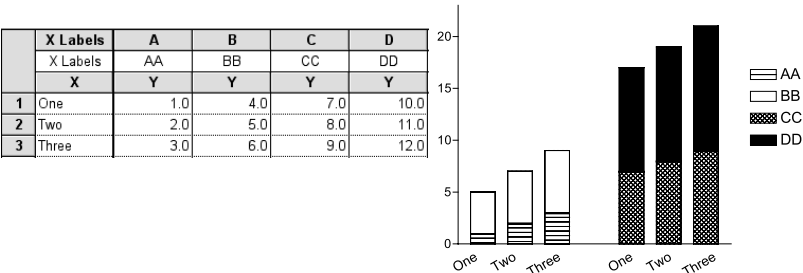 X Labels A B C D
X Labels AA BB CC DD
X Y Y Y Y
1 One 1.0 4.0 7.0 10.0
2 Two 2.0 5.0 8.0 11.0
3 Three 3.0 6.0 9.0 12.0
20
15
10
5
0
One Two Three One Two Three
AA
BB
CC
DD